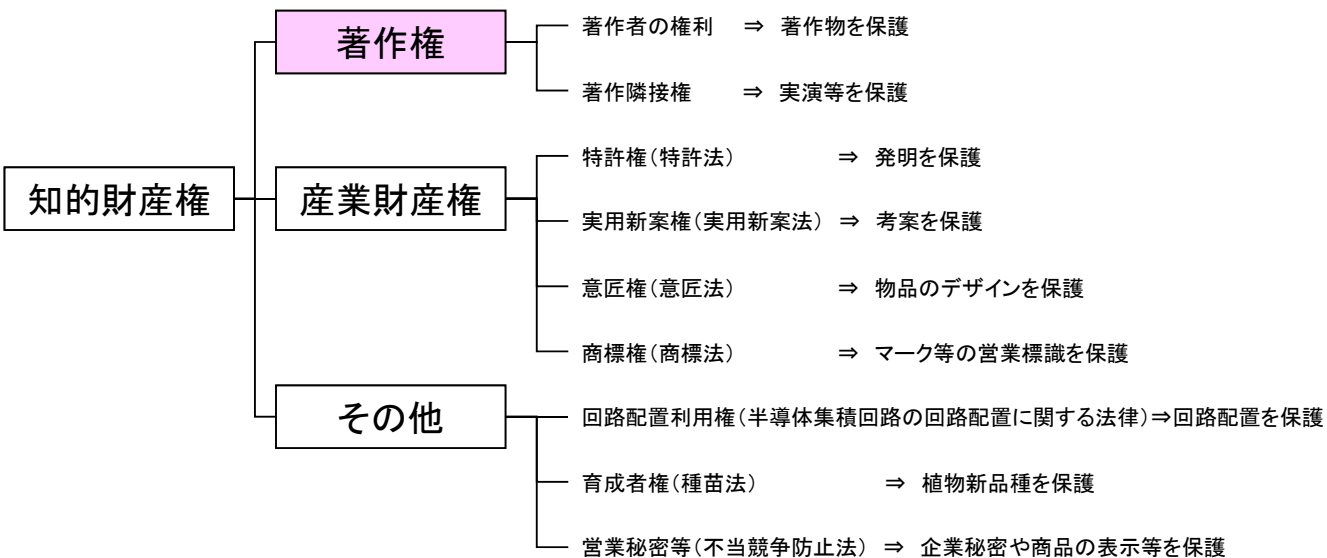 知的財産権
著作権
著作者の権利 ⇒ 著作物を保護
著作隣接権 ⇒ 実演等を保護
産業財産権
特許権(特許法) ⇒ 発明を保護
実用新案権(実用新案法) ⇒ 考案を保護
意匠権(意匠法) ⇒ 物品のデザインを保護
商標権(商標法) ⇒ マーク等の営業標識を保護
その他
回路配置利用権(半導体集積回路の回路配置に関する法律)⇒回路配置を保護
育成者権(種苗法) ⇒ 植物新品種を保護
営業秘密等(不当競争防止法) ⇒ 企業秘密や商品の表示等を保護